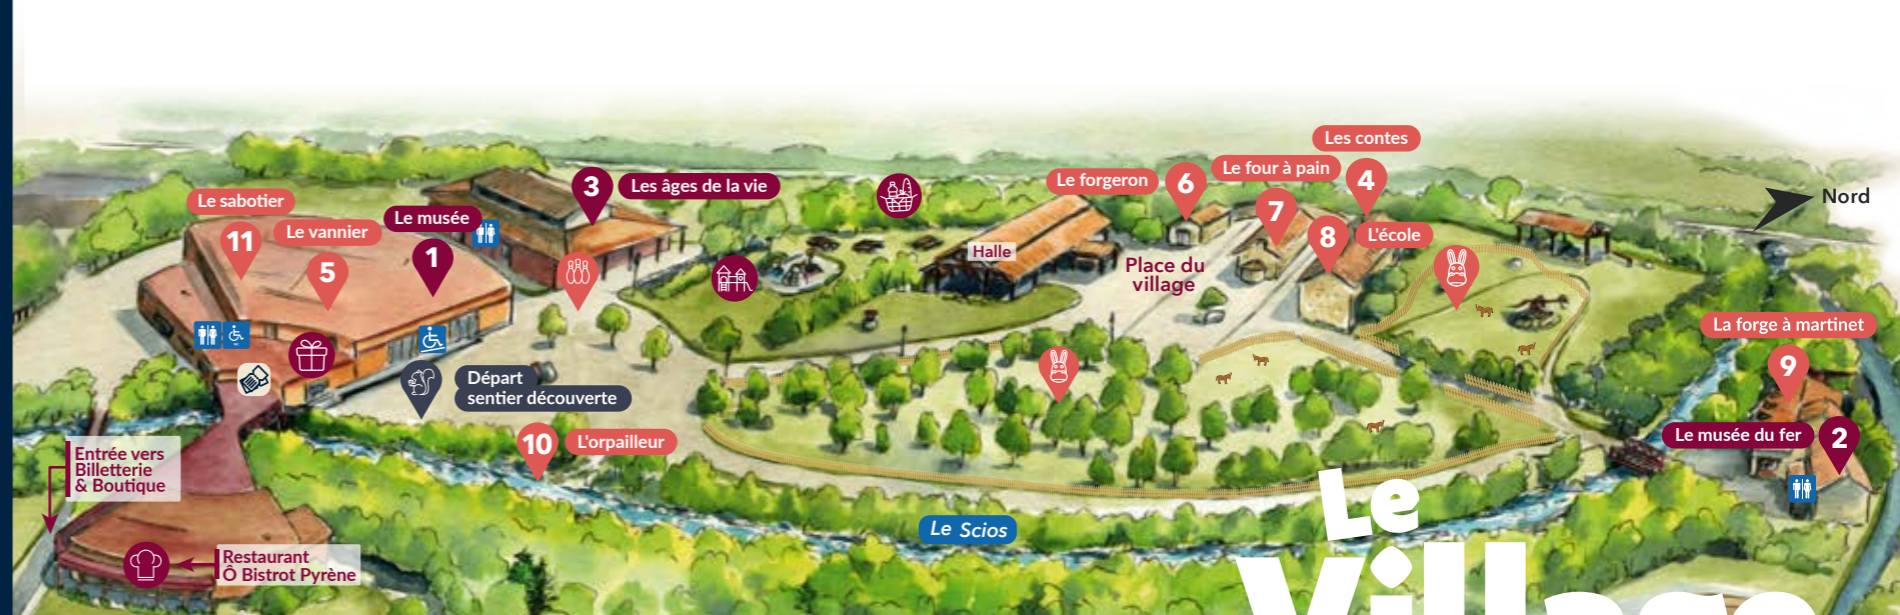 Les contes
Le forgeron
6
Le four à pain
4
Nord
3
Les âges de la vie
Le sabotier
Le musée
11
Le vannier
5
1
7
8
L'école
Halle
Place du
village
La forge à martinet
9
Départ
sentier découverte
10
L'orpailleur
Le musée du fer
2
Entrée vers
Billetterie
& Boutique
Le Scios
Restaurant
Ô Bistrot Pyrène
Le
Village